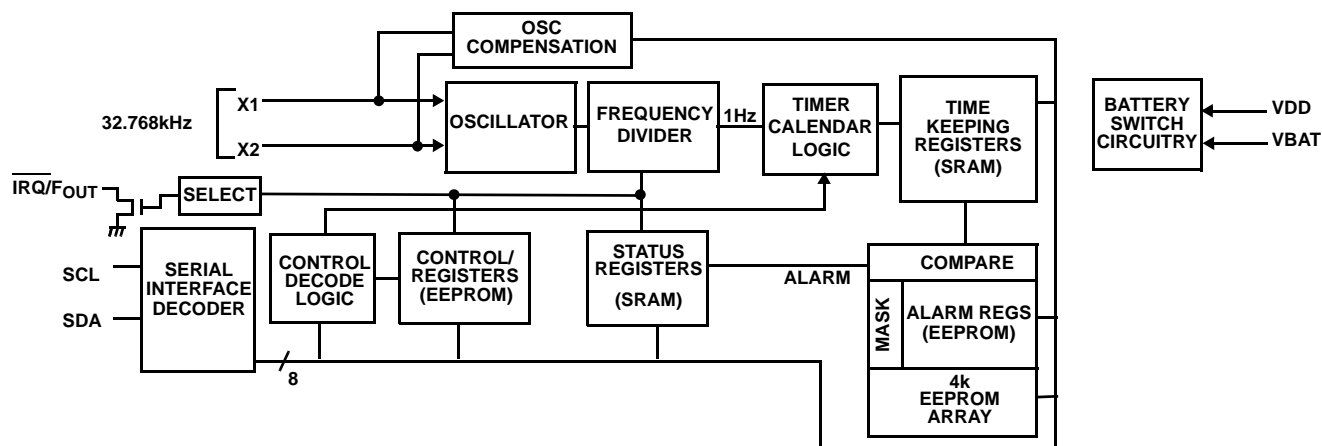 OSC
COMPENSATION
X1
32.768kHz
X2
OSCILLATOR
FREQUENCY
DIVIDER
1Hz
TIMER
CALENDAR
LOGIC
TIME
KEEPING
REGISTERS
(SRAM)
BATTERY
SWITCH
CIRCUITRY
VDD
VBAT
IRQ/FOUT
SELECT
SCL
SDA
SERIAL
INTERFACE
DECODER
CONTROL
DECODE
LOGIC
CONTROL/
REGISTERS
(EEPROM)
STATUS
REGISTERS
(SRAM)
ALARM
COMPARE
MASK
ALARM REGS
(EEPROM)
4k
EEPROM
ARRAY
8